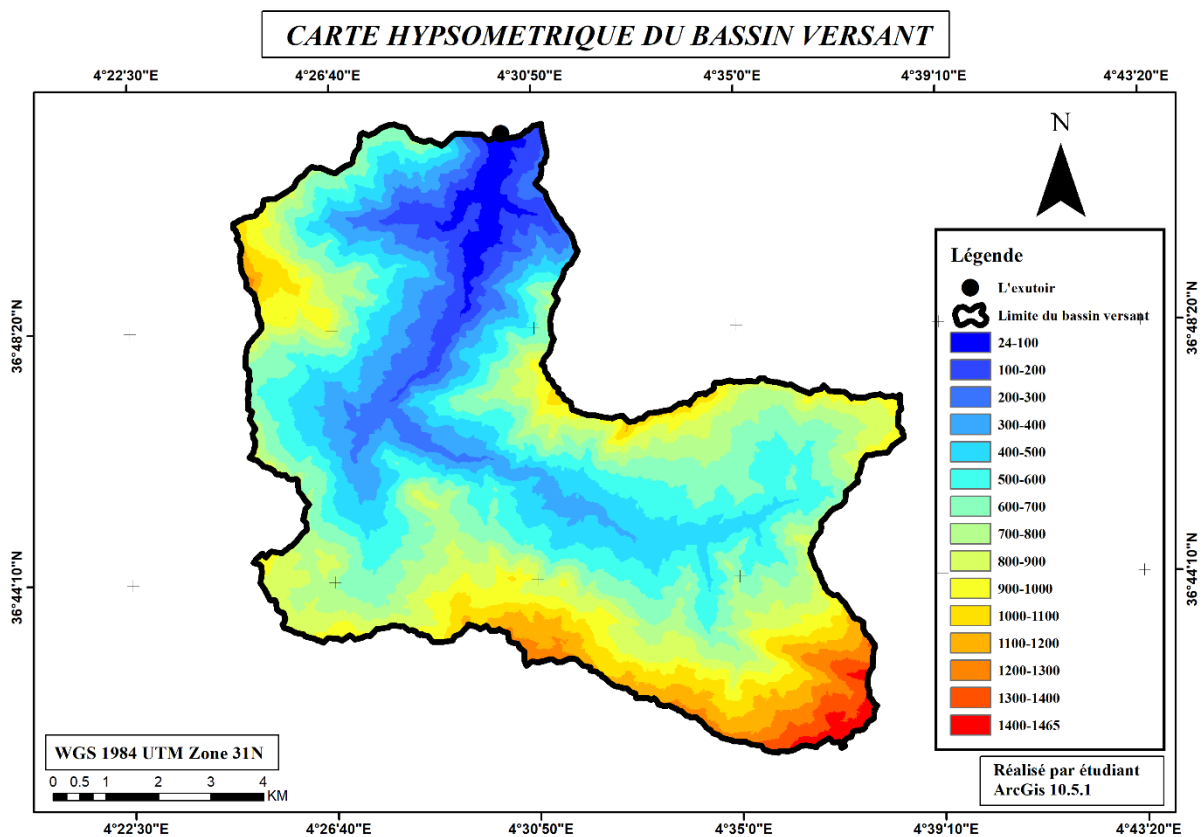 CARTE HYPSOMETRIQUE DU BASSIN VERSANT
4°22'30"E 4°26'40"E 4°30'50"E 4°35'0"E 4°39'10"E 4°43'20"E
N
36°48'20"N
36°48'20"N
36°44'10"N
36°44'10"N
Légende
L'exutoir
Limite du bassin versant
24-100
100-200
200-300
300-400
400-500
500-600
600-700
700-800
800-900
900-1000
1000-1100
1100-1200
1200-1300
1300-1400
1400-1465
WGS 1984 UTM Zone 31N
0 0.5 1 2 3 4
KM
Réalisé par étudiant
ArcGis 10.5.1
4°22'30"E 4°26'40"E 4°30'50"E 4°35'0"E 4°39'10"E 4°43'20"E